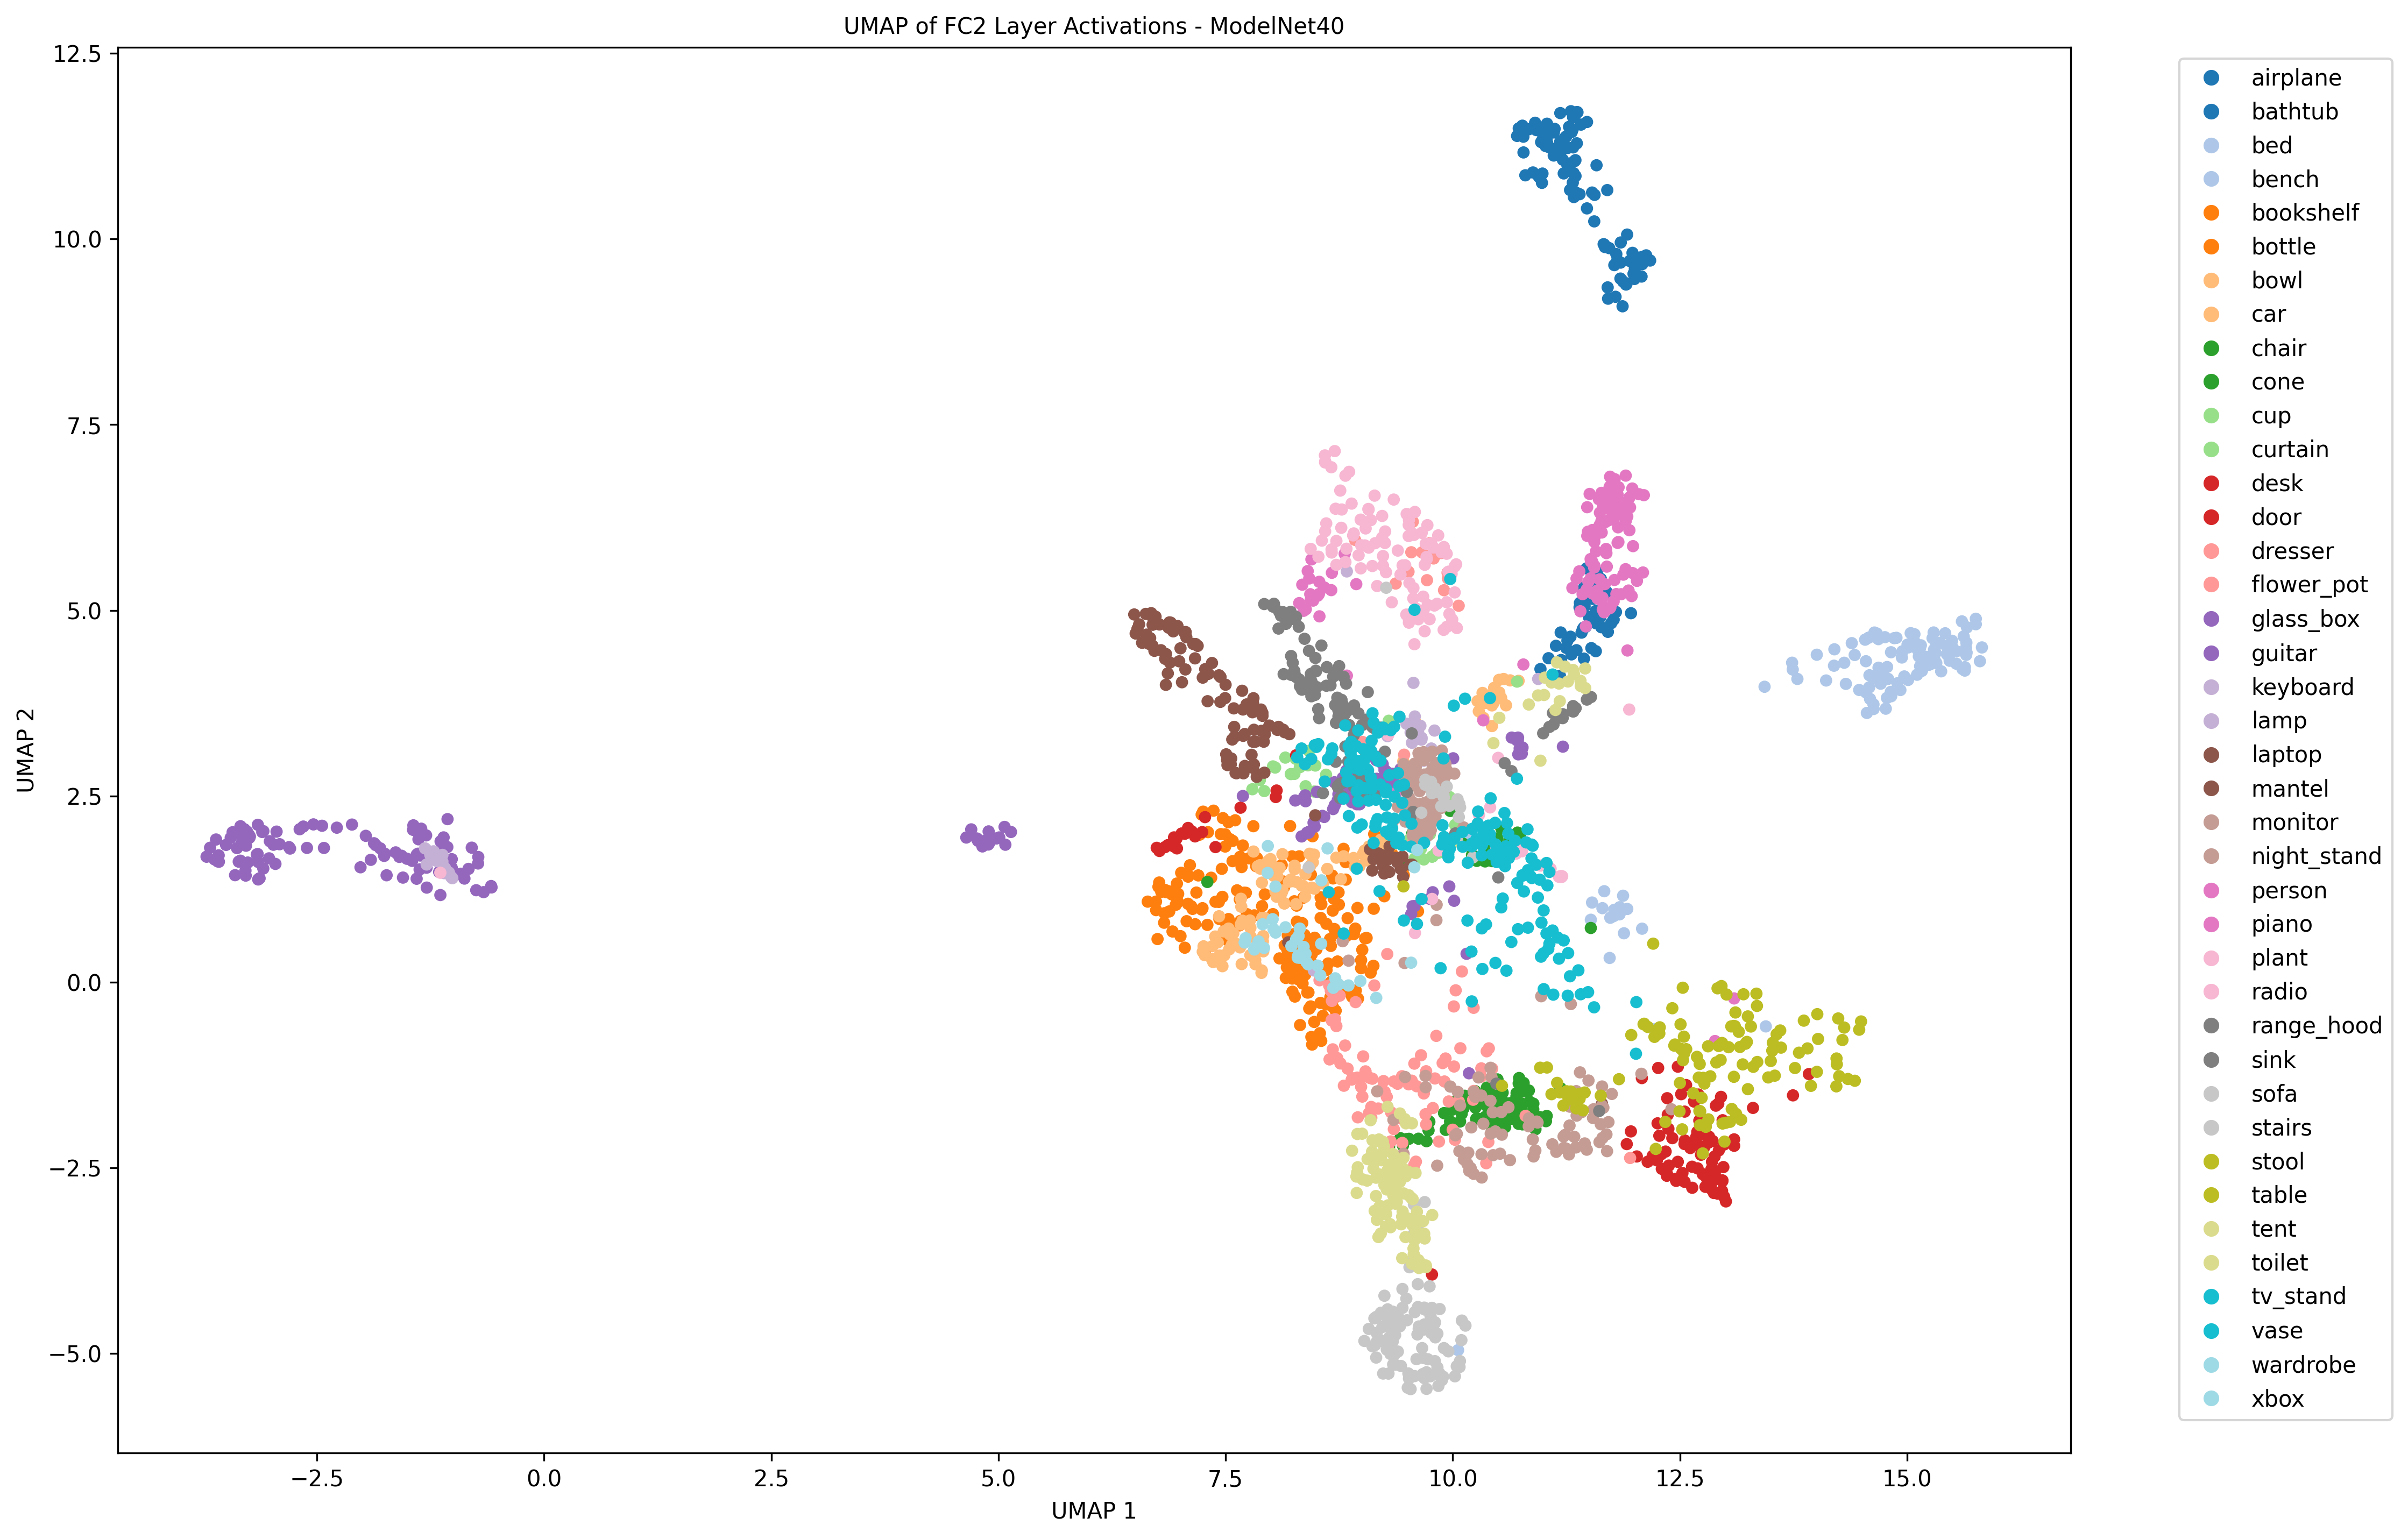 UMAP of FC2 Layer Activations - ModelNet40
12.5
10.0
7.5
5.0
2.5
0.0
−2.5
−5.0
UMAP 2
−2.5
0.0
2.5
5.0
7.5
10.0
12.5
15.0
UMAP 1
airplane
bathtub
bed
bench
bookshelf
bottle
bowl
car
chair
cone
cup
curtain
desk
door
dresser
flower_pot
glass_box
guitar
keyboard
lamp
laptop
mantel
monitor
night_stand
person
piano
plant
radio
range_hood
sink
sofa
stairs
stool
table
tent
toilet
tv_stand
vase
wardrobe
xbox